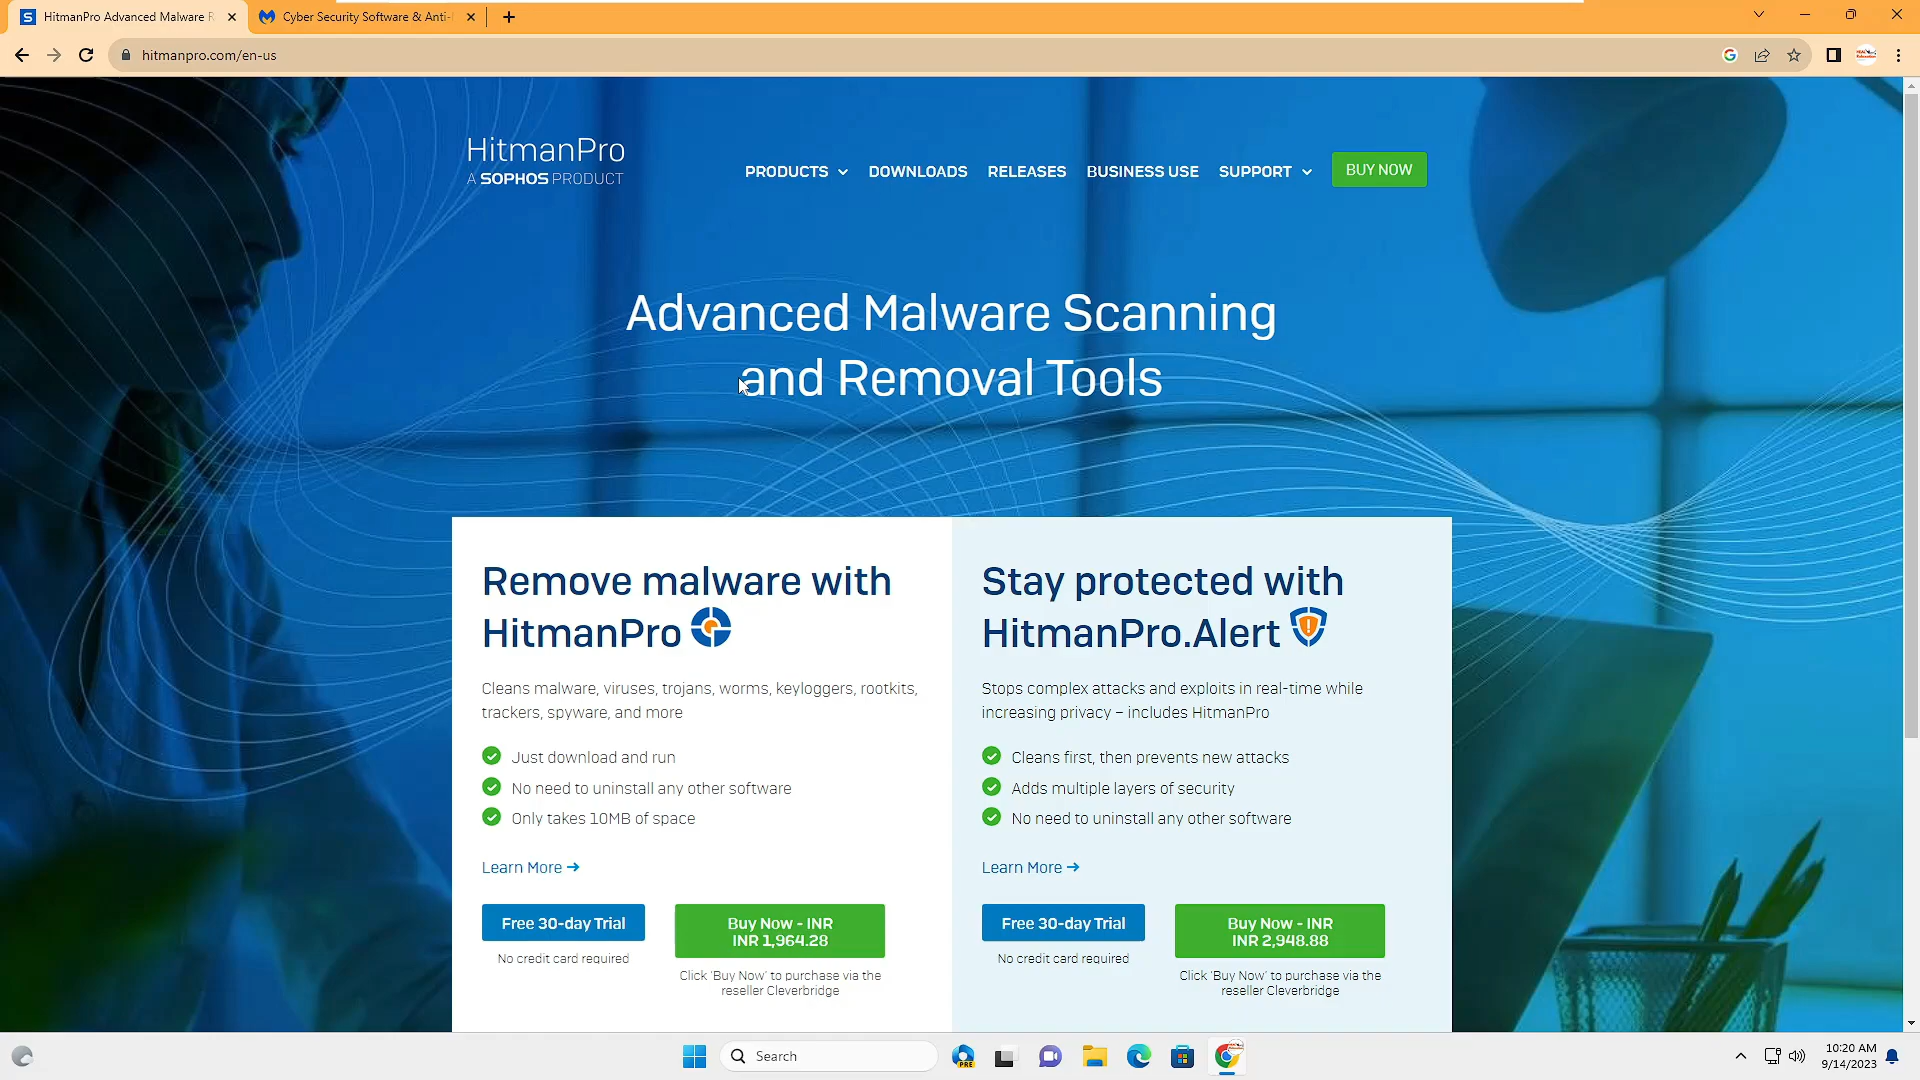 HitmanPro Advanced Malware R
Cyber Security Software & Anti-
hitmanpro.com/en-us
HitmanPro
A SOPHOS PRODUCT
PRODUCTS
DOWNLOADS
RELEASES
BUSINESS USE
SUPPORT
BUY NOW
Advanced Malware Scanning
and Removal Tools
Remove malware with
HitmanPro
Cleans malware, viruses, trojans, worms, keyloggers, rootkits,
trackers, spyware, and more
Just download and run
No need to uninstall any other software
Only takes 10MB of space
Learn More →
Free 30-day Trial
No credit card required
Buy Now - INR
INR 1,964.28
Click 'Buy Now' to purchase via the
reseller Cleverbridge
Stay protected with
HitmanPro.Alert
Stops complex attacks and exploits in real-time while
increasing privacy – includes HitmanPro
Cleans first, then prevents new attacks
Adds multiple layers of security
No need to uninstall any other software
Learn More →
Free 30-day Trial
No credit card required
Buy Now - INR
INR 2,948.88
Click 'Buy Now' to purchase via the
reseller Cleverbridge
Search
PRE
10:20 AM
9/14/2023